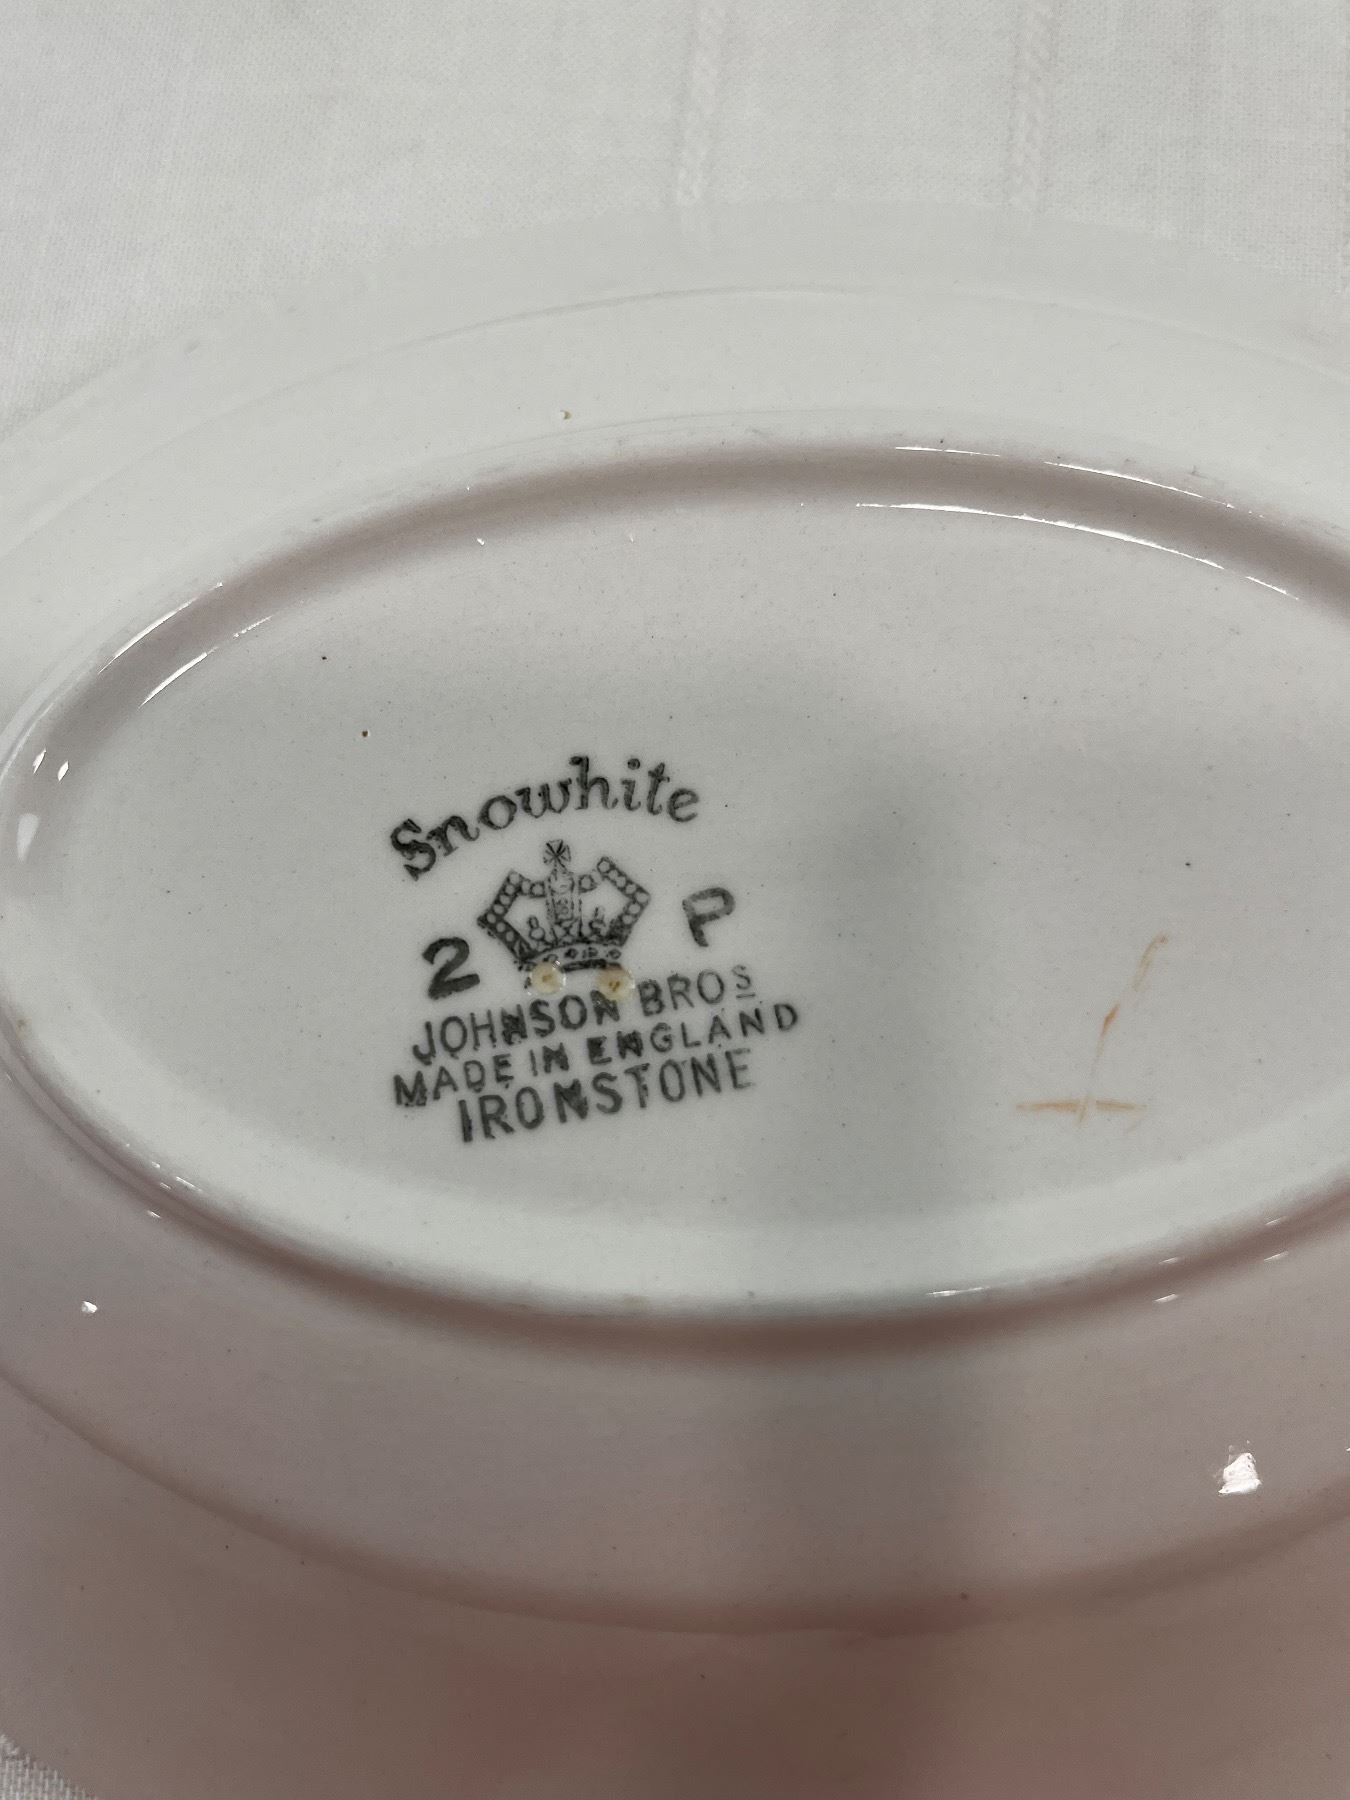 Snowhite
2 P
JOHNSON BROS
MADE IN ENGLAND
IRONSTONE